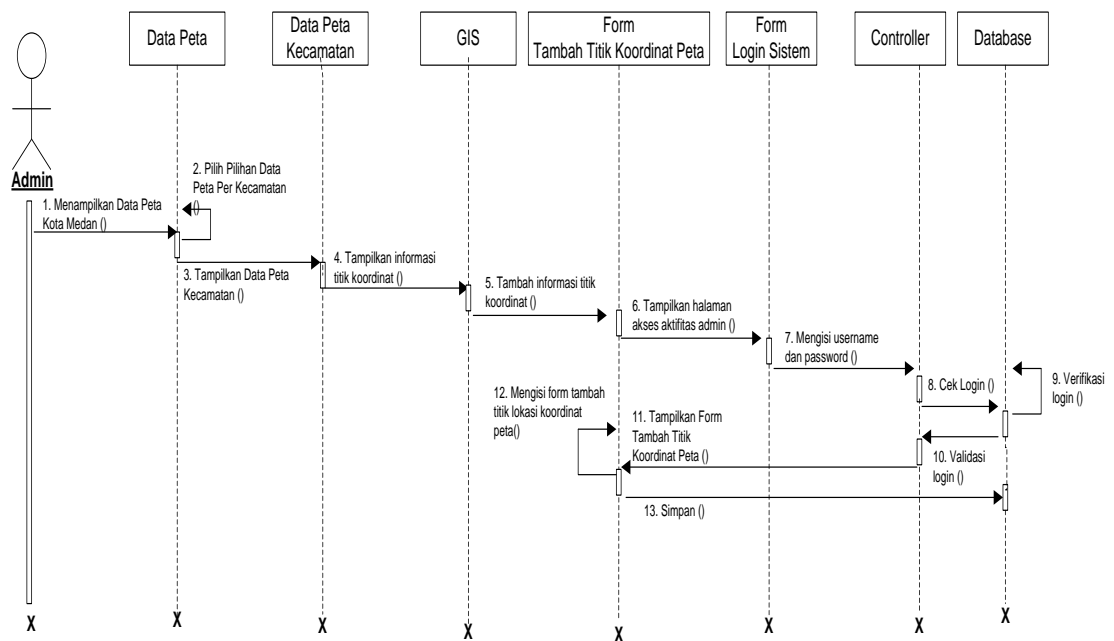 Data Peta
Data Peta
Kecamatan
GIS
Form
Tambah Titik Koordinat Peta
Form
Login Sistem
Controller
Database
Admin
1. Menampilkan Data Peta
Kota Medan ()
2. Pilih Pilihan Data
Peta Per Kecamatan
()
3. Tampilkan Data Peta
Kecamatan ()
4. Tampilkan informasi
titik koordinat ()
5. Tambah informasi titik
koordinat ()
6. Tampilkan halaman
akses aktifitas admin ()
7. Mengisi username
dan password ()
8. Cek Login ()
9. Verifikasi
login ()
10. Validasi
login ()
11. Tampilkan Form
Tambah Titik
Koordinat Peta ()
12. Mengisi form tambah
titik lokasi koordinat
peta()
13. Simpan ()
X
X
X
X
X
X
X
X